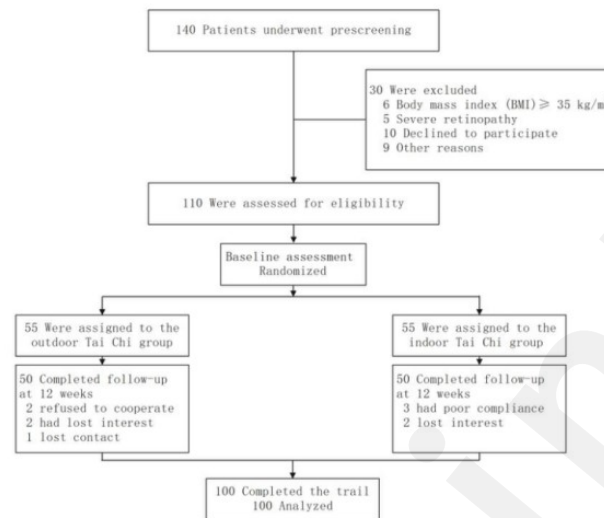 140 Patients underwent prescreening
30 Were excluded
6 Body mass index (BMI)≥ 35 kg/m
5 Severe retinopathy
10 Declined to participate
9 Other reasons
110 Were assessed for eligibility
Baseline assessment
Randomized
55 Were assigned to the
outdoor Tai Chi group
55 Were assigned to the
indoor Tai Chi group
50 Completed follow-up
at 12 weeks
2 refused to cooperate
2 had lost interest
1 lost contact
50 Completed follow-up
at 12 weeks
3 had poor compliance
2 lost interest
100 Completed the trail
100 Analyzed